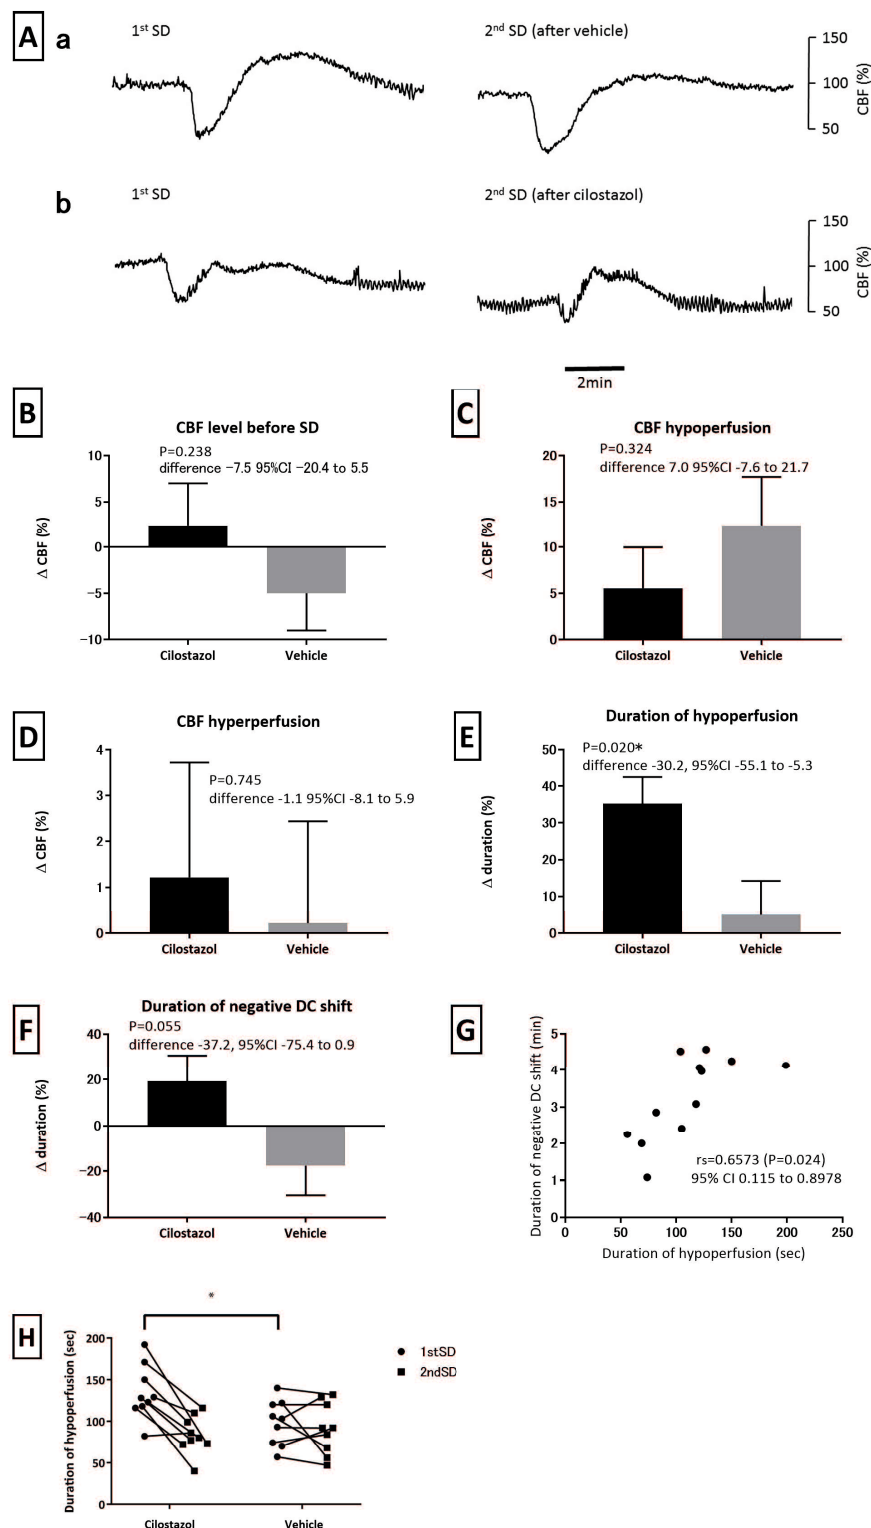 A
a
1st SD
2nd SD (after vehicle)
150
100
50
CBF (%)
b
1st SD
2nd SD (after cilostazol)
150
100
50
CBF (%)
2min
B
CBF level before SD
P=0.238
difference −7.5 95%CI −20.4 to 5.5
10
5
0
−5
−10
Δ CBF (%)
Cilostazol
Vehicle
C
CBF hypoperfusion
P=0.324
difference 7.0 95%CI -7.6 to 21.7
20
15
10
5
0
Δ CBF (%)
Cilostazol
Vehicle
D
CBF hyperperfusion
P=0.745
difference -1.1 95%CI -8.1 to 5.9
4
3
2
1
0
Δ CBF (%)
Cilostazol
Vehicle
E
Duration of hypoperfusion
P=0.020*
difference -30.2, 95%CI -55.1 to -5.3
50
40
30
20
10
0
Δ duration (%)
Cilostazol
Vehicle
F
Duration of negative DC shift
P=0.055
difference -37.2, 95%CI -75.4 to 0.9
40
20
0
−20
−40
Δ duration (%)
Cilostazol
Vehicle
G
Duration of negative DC shift (min)
5
4
3
2
1
0
rs=0.6573 (P=0.024)
95% CI 0.115 to 0.8978
0
50
100
150
200
250
Duration of hypoperfusion (sec)
H
*
Duration of hypoperfusion (sec)
200
150
100
50
0
1stSD
2ndSD
Cilostazol
Vehicle